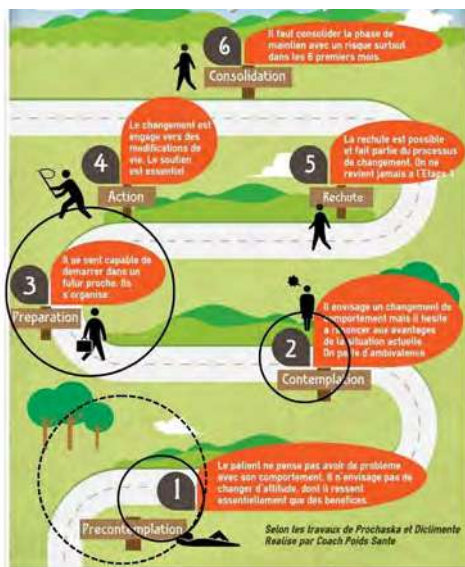 6
Consolidation
Il faut consolider la phase de
maintien avec un risque surtout
dans les 6 premiers mois.
Le changement est
engage vers des
modifications de
vie. Le soutien
est essentiel
4
Action
La rechute est possible
et fait partie du processus
de changement. On ne
revient jamais a l'Etape 1
5
Rechute
3
Preparation
Il se sent capable de
demarrer dans un
futur proche. Ils
s'organise
2
Contemplation
Il envisage un changement de
comportement mais il hesite
a renoncer aux avantages
de la situation actuelle.
On parle d'ambivalence
1
Precontemplation
Le patient ne pense pas avoir de problème
avec son comportement. Il n'envisage pas de
changer d'attitude, dont il ressent
essentiellement que des benefices.
Selon les travaux de Prochaska et Diclimente
Realise par Coach Poids Sante